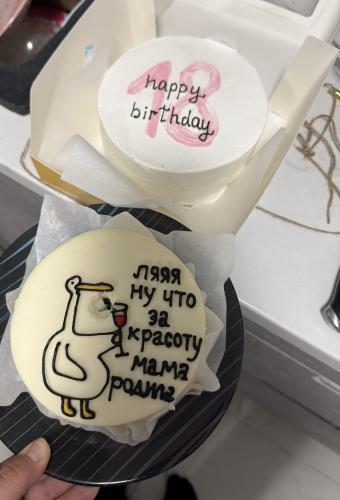 18
happy
birthday
ляяя
ну что
за
красоту
мама
родила